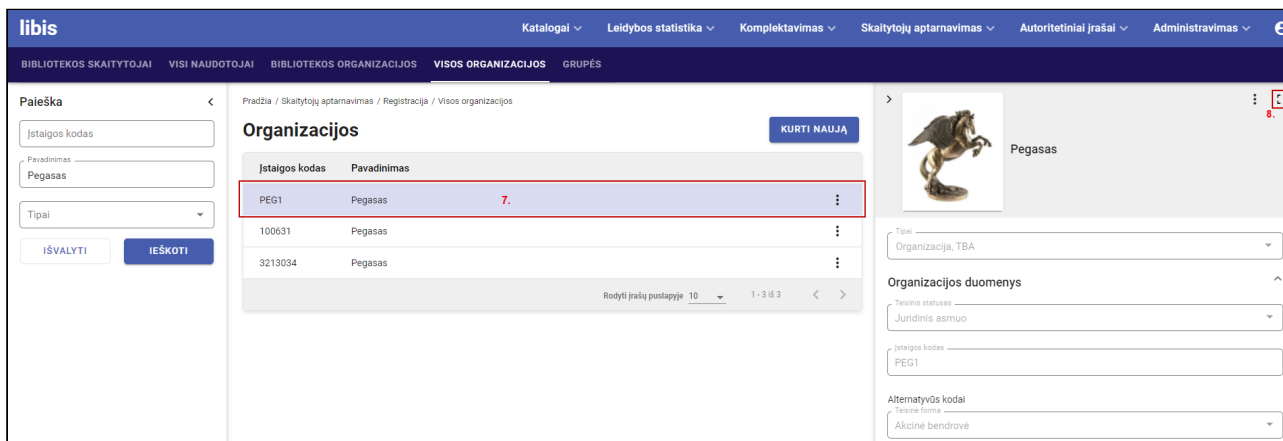 libis
Katalogai Leidybos statistika Komplektavimas Skaitytojų aptarnavimas Autoritetiniai įrašai Administravimas
BIBLIOTEKOS SKAITYTOJAI VISI NAUDOTOJAI BIBLIOTEKOS ORGANIZACIJOS VISOS ORGANIZACIJOS GRUPĖS
Paieška
Įstaigos kodas
Pavadinimas
Pegasas
Tipai
IŠVALYTI IEŠKOTI
Pradžia / Skaitytojų aptarnavimas / Registracija / Visos organizacijos
Organizacijos
KURTI NAUJĄ
Įstaigos kodas Pavadinimas
PEG1 Pegasas 7.
100631 Pegasas
3213034 Pegasas
Rodyti įrašų puslapyje 10 1 - 3 iš 3
8.
Pegasas
Tipai
Organizacija, TBA
Organizacijos duomenys
Teisinis statusas
Juridinis asmuo
Įstaigos kodas
PEG1
Alternatyvūs kodai
Teisinė forma
Akcinė bendrovė